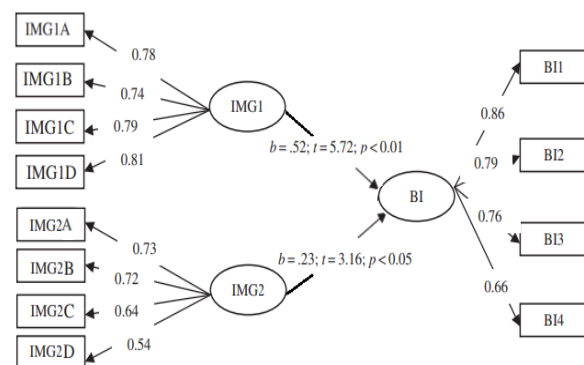 IMG1A
0.78
IMG1B
0.74
IMG1C
0.79
IMG1D
0.81
IMG1
b = .52; t = 5.72; p < 0.01
IMG2A
0.73
IMG2B
0.72
IMG2C
0.64
IMG2D
0.54
IMG2
b = .23; t = 3.16; p < 0.05
BI
BI1
0.86
BI2
0.79
BI3
0.76
BI4
0.66